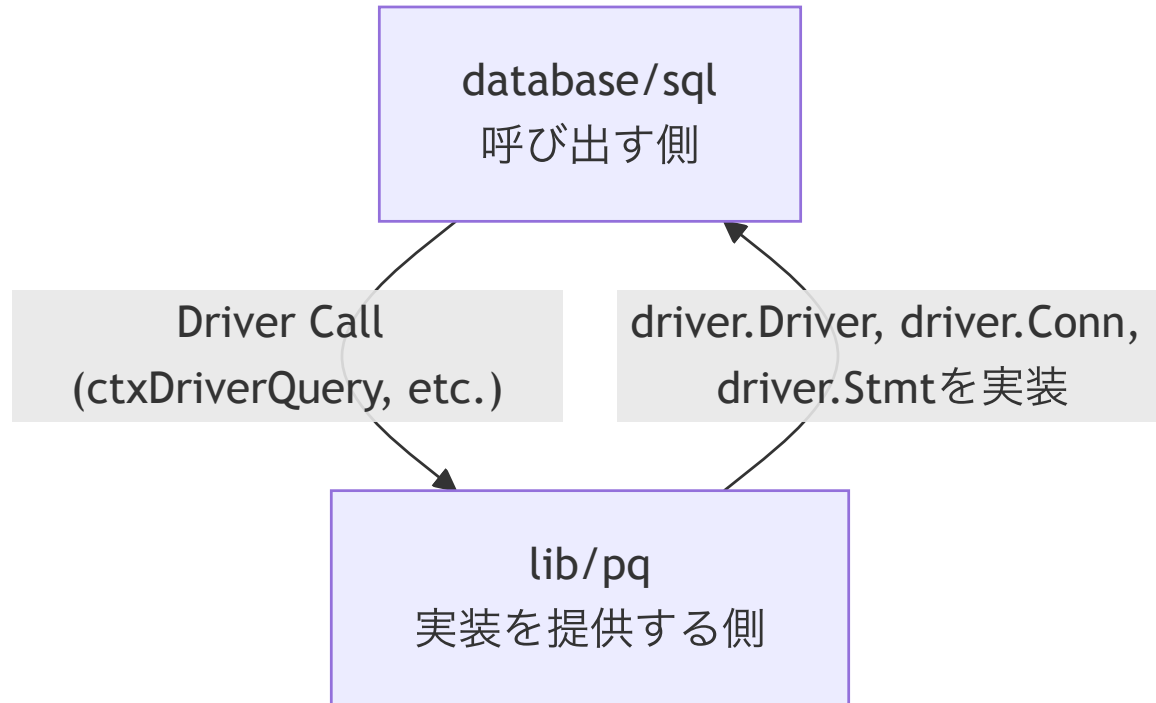 database/sql
呼び出す側
Driver Call
(ctxDriverQuery, etc.)
driver.Driver, driver.Conn,
driver.Stmtを実装
lib/pq
実装を提供する側